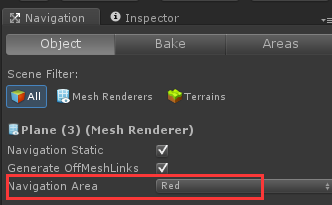 Navigation Inspector
Object Bake Areas
Scene Filter:
All Mesh Renderers Terrains
Plane (3) (Mesh Renderer)
Navigation Static
Generate OffMeshLinks
Navigation Area Red